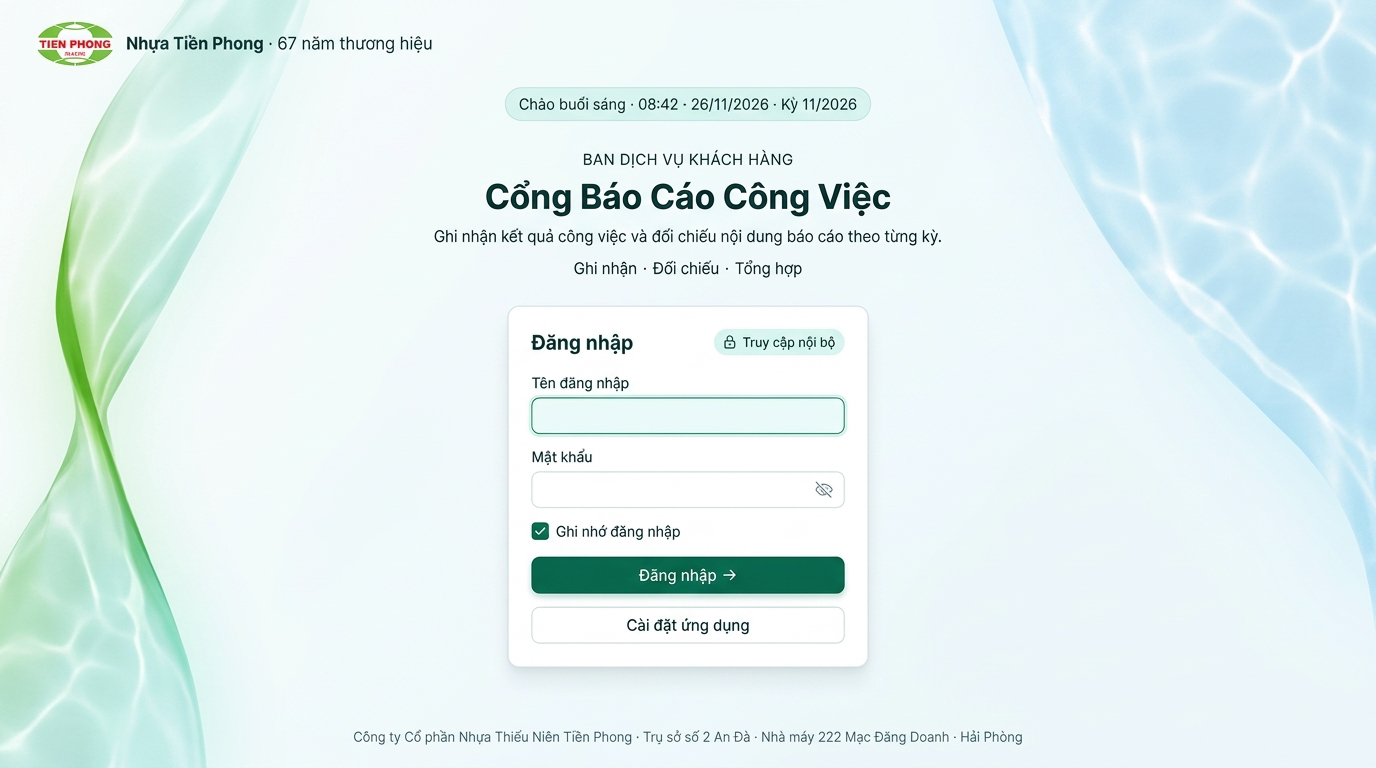 TIEN PHONG
Nhựa Tiền Phong · 67 năm thương hiệu
Chào buổi sáng · 08:42 · 26/11/2026 · Kỳ 11/2026
BAN DỊCH VỤ KHÁCH HÀNG
Cổng Báo Cáo Công Việc
Ghi nhận kết quả công việc và đối chiếu nội dung báo cáo theo từng kỳ.
Ghi nhận · Đối chiếu · Tổng hợp
Đăng nhập
Truy cập nội bộ
Tên đăng nhập
Mật khẩu
Ghi nhớ đăng nhập
Đăng nhập →
Cài đặt ứng dụng
Công ty Cổ phần Nhựa Thiếu Niên Tiền Phong · Trụ sở số 2 An Đà · Nhà máy 222 Mạc Đăng Doanh · Hải Phòng